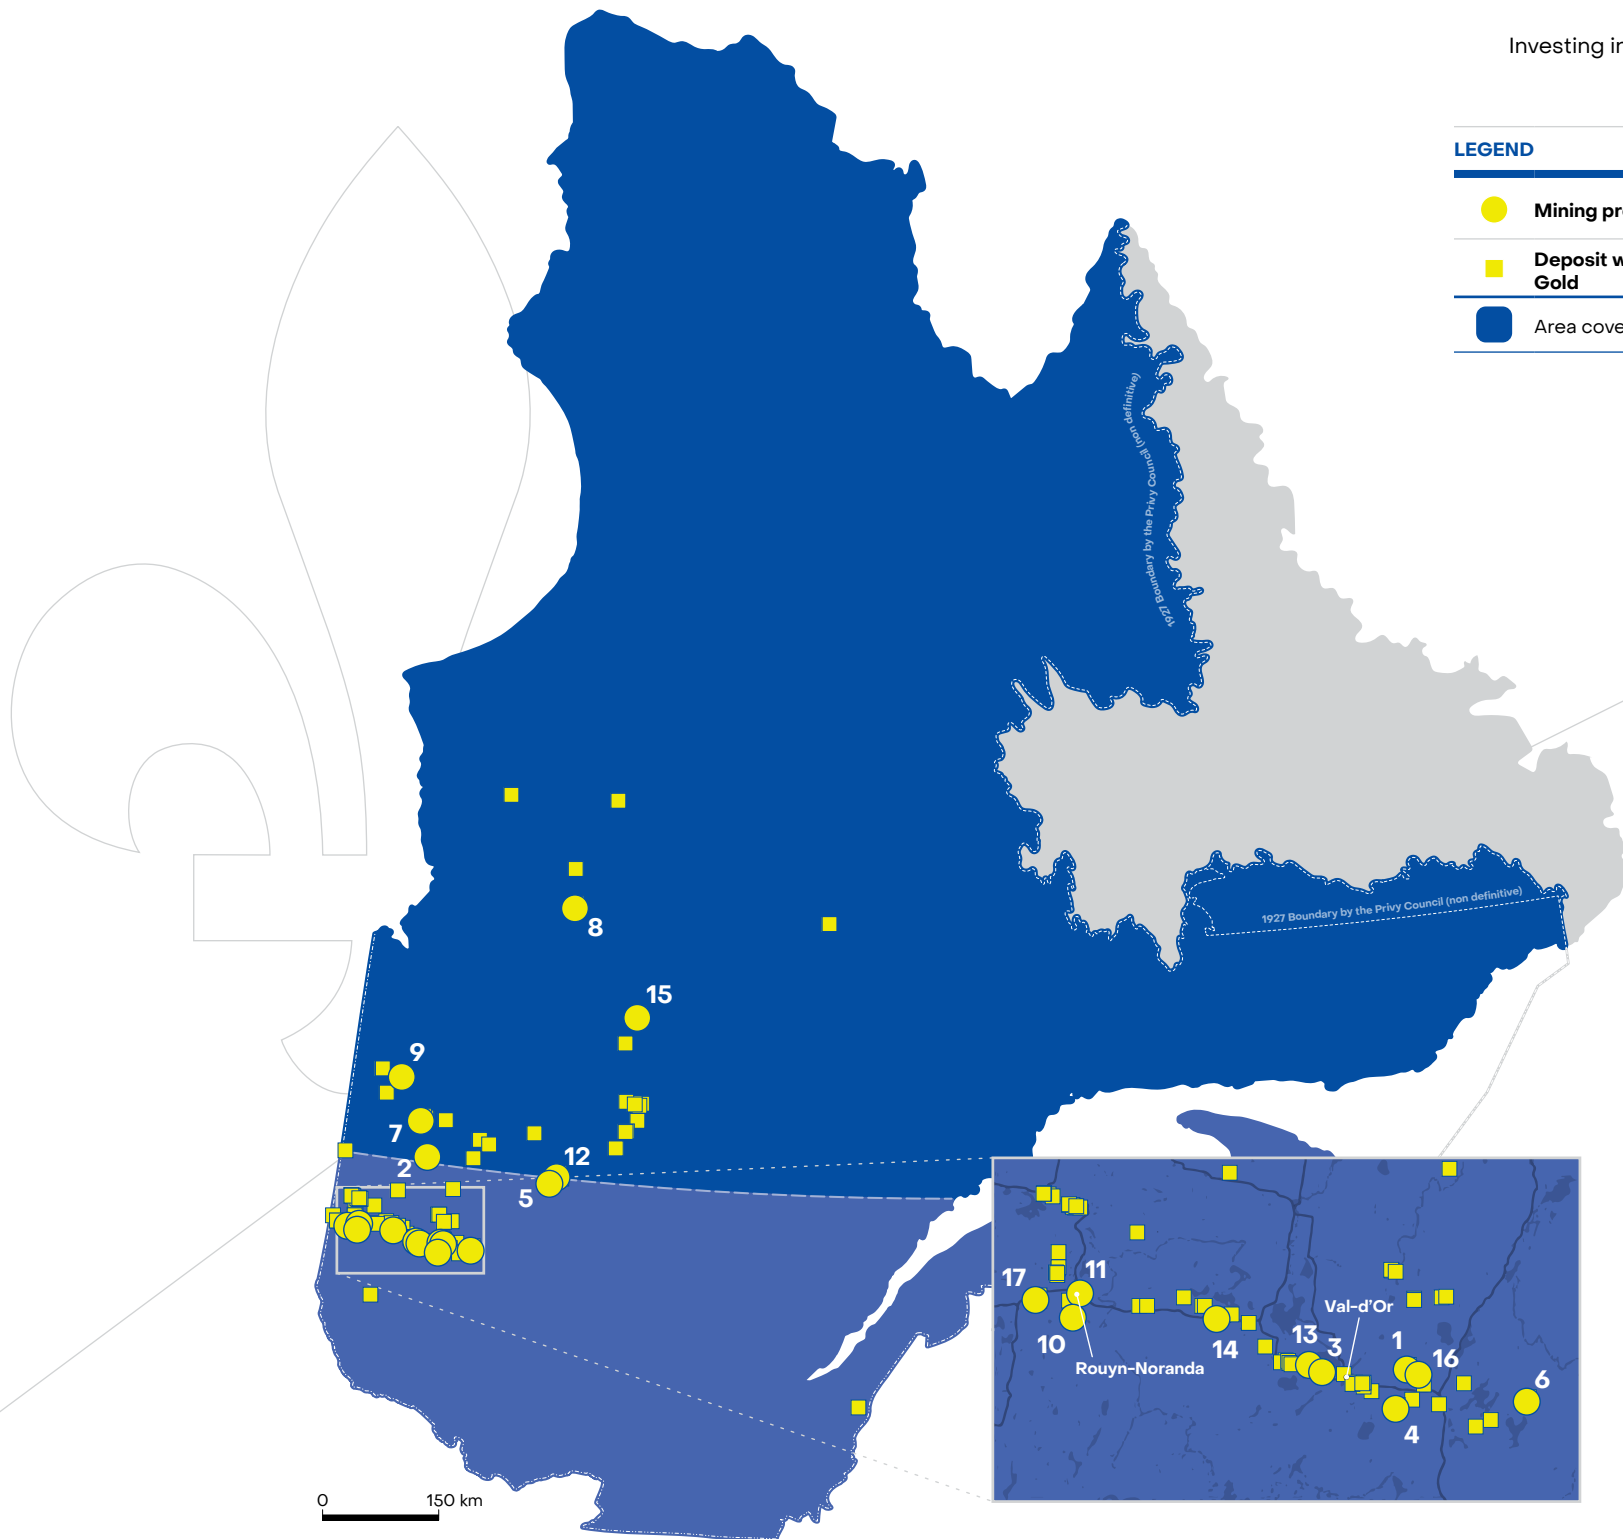 Investing in
LEGEND
Mining pr
Deposit w
Gold
Area cove
1927 Boundary by the Privy Council (non definitive)
1927 Boundary by the Privy Council (non definitive)
8
15
9
7
2
12
5
17
11
10
Rouyn-Noranda
14
13
3
Val-d'Or
1
16
6
4
0
150 km